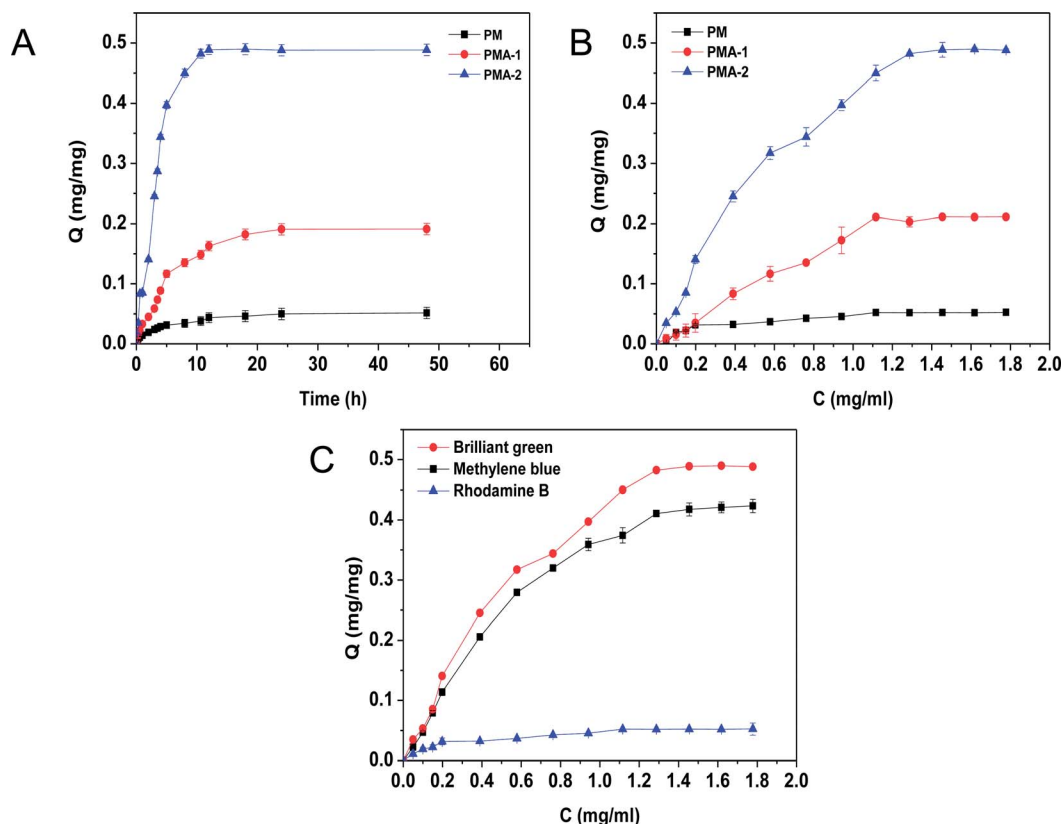 A
0.5
0.4
0.3
0.2
0.1
0.0
Q (mg/mg)
0 10 20 30 40 50 60
Time (h)
PM
PMA-1
PMA-2
B
0.5
0.4
0.3
0.2
0.1
0.0
Q (mg/mg)
0.0 0.2 0.4 0.6 0.8 1.0 1.2 1.4 1.6 1.8 2.0
C (mg/ml)
PM
PMA-1
PMA-2
C
0.5
0.4
0.3
0.2
0.1
0.0
Q (mg/mg)
0.0 0.2 0.4 0.6 0.8 1.0 1.2 1.4 1.6 1.8 2.0
C (mg/ml)
Brilliant green
Methylene blue
Rhodamine B